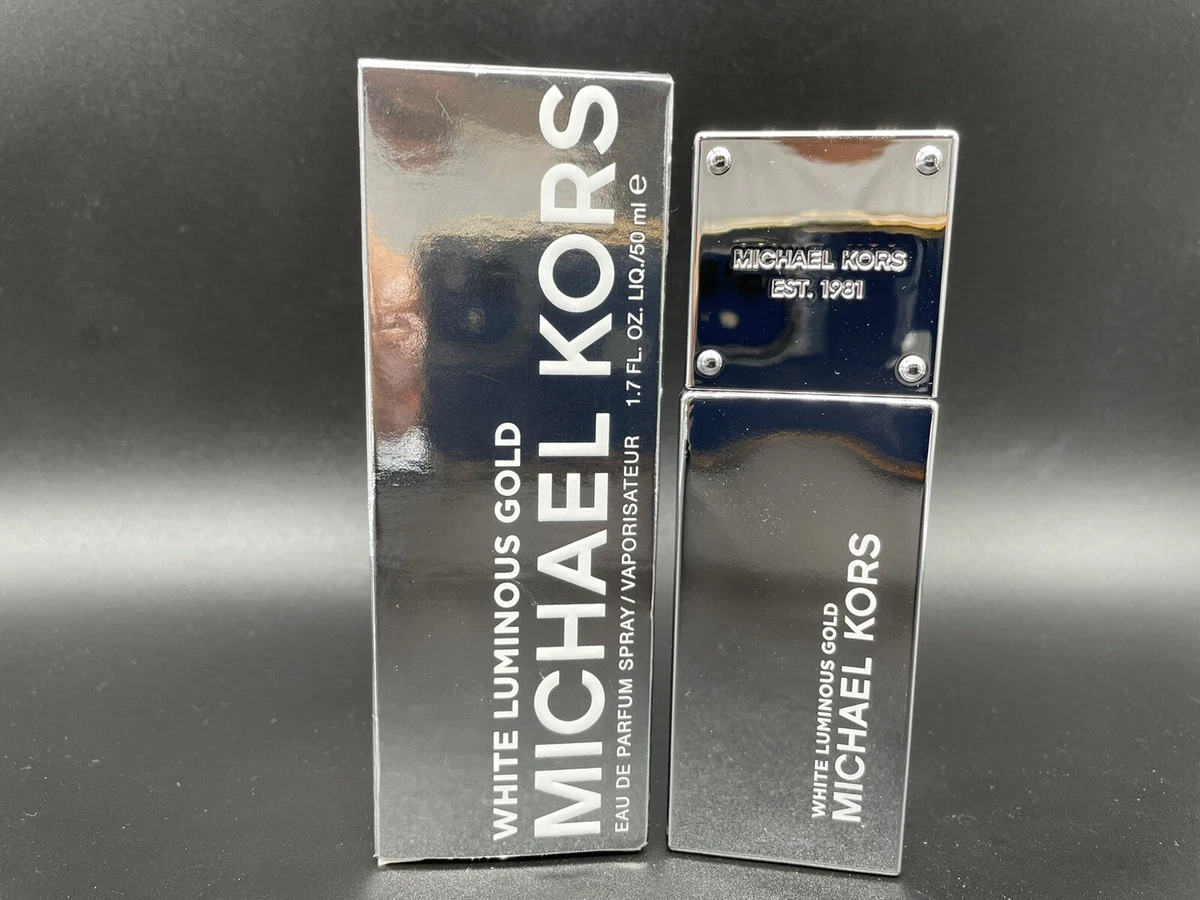 WHITE LUMINOUS GOLD
MICHAEL KORS
EAU DE PARFUM SPRAY / VAPORISATEUR 1.7 FL. OZ. LIQ./50 ml ℮
MICHAEL KORS
EST. 1981
WHITE LUMINOUS GOLD
MICHAEL KORS